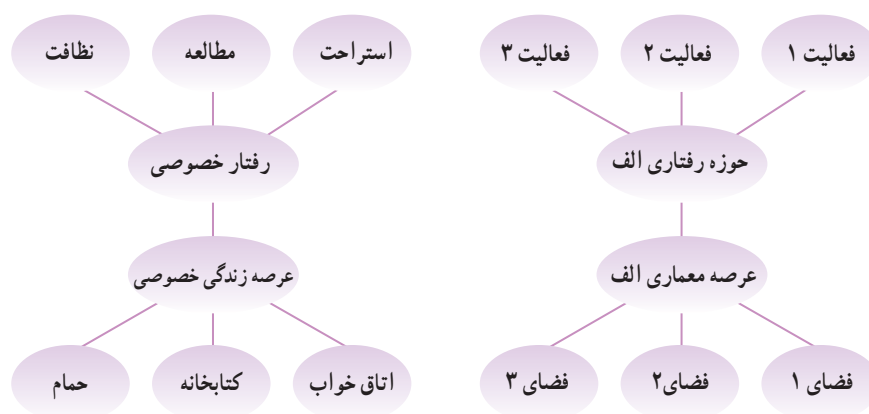 فعالیت ۱
فعالیت ۲
فعالیت ۳
حوزه رفتاری الف
عرصه معماری الف
فضای ۱
فضای۲
فضای ۳
استراحت
مطالعه
نظافت
رفتار خصوصی
عرصه زندگی خصوصی
اتاق خواب
کتابخانه
حمام